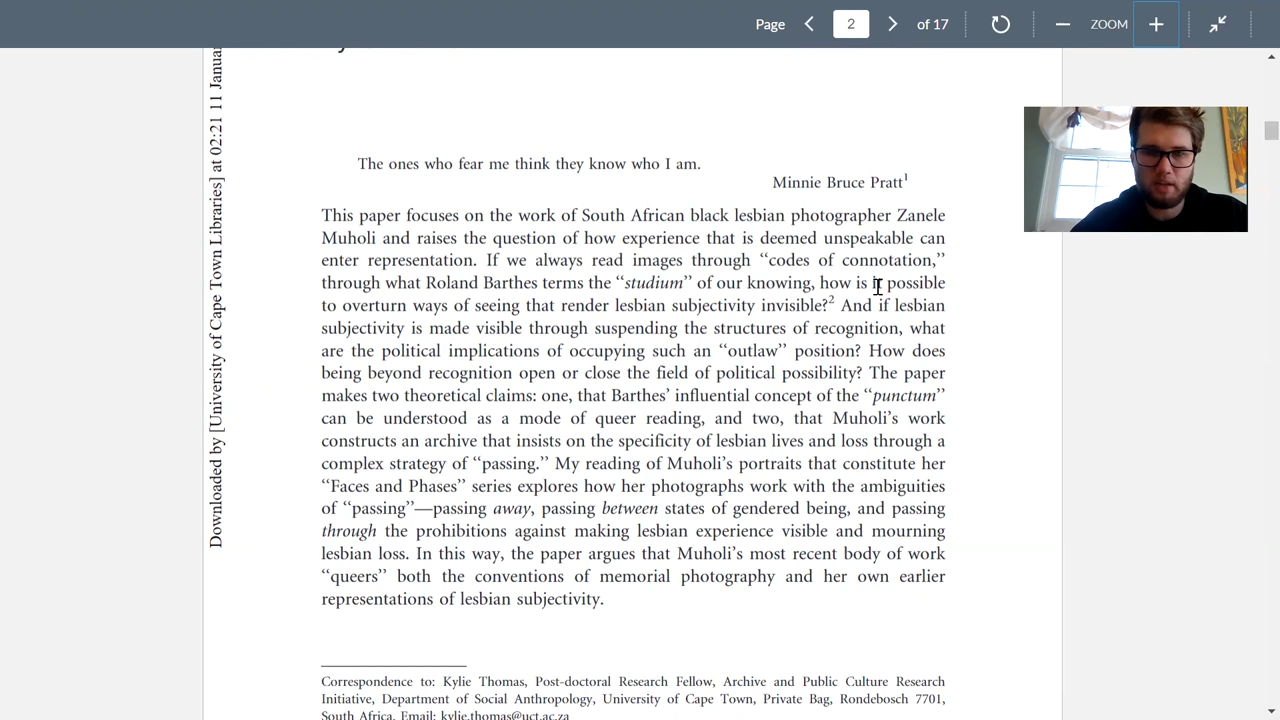 Page
2
of 17
ZOOM
Downloaded by [University of Cape Town Libraries] at 02:21 11 Janua
The ones who fear me think they know who I am.
Minnie Bruce Pratt1
This paper focuses on the work of South African black lesbian photographer Zanele
Muholi and raises the question of how experience that is deemed unspeakable can
enter representation. If we always read images through “codes of connotation,”
through what Roland Barthes terms the “studium” of our knowing, how is it possible
to overturn ways of seeing that render lesbian subjectivity invisible?2 And if lesbian
subjectivity is made visible through suspending the structures of recognition, what
are the political implications of occupying such an “outlaw” position? How does
being beyond recognition open or close the field of political possibility? The paper
makes two theoretical claims: one, that Barthes’ influential concept of the “punctum”
can be understood as a mode of queer reading, and two, that Muholi’s work
constructs an archive that insists on the specificity of lesbian lives and loss through a
complex strategy of “passing.” My reading of Muholi’s portraits that constitute her
“Faces and Phases” series explores how her photographs work with the ambiguities
of “passing”—passing away, passing between states of gendered being, and passing
through the prohibitions against making lesbian experience visible and mourning
lesbian loss. In this way, the paper argues that Muholi’s most recent body of work
“queers” both the conventions of memorial photography and her own earlier
representations of lesbian subjectivity.
Correspondence to: Kylie Thomas, Post-doctoral Research Fellow, Archive and Public Culture Research
Initiative, Department of Social Anthropology, University of Cape Town, Private Bag, Rondebosch 7701,
South Africa. Email: kylie.thomas@uct.ac.za